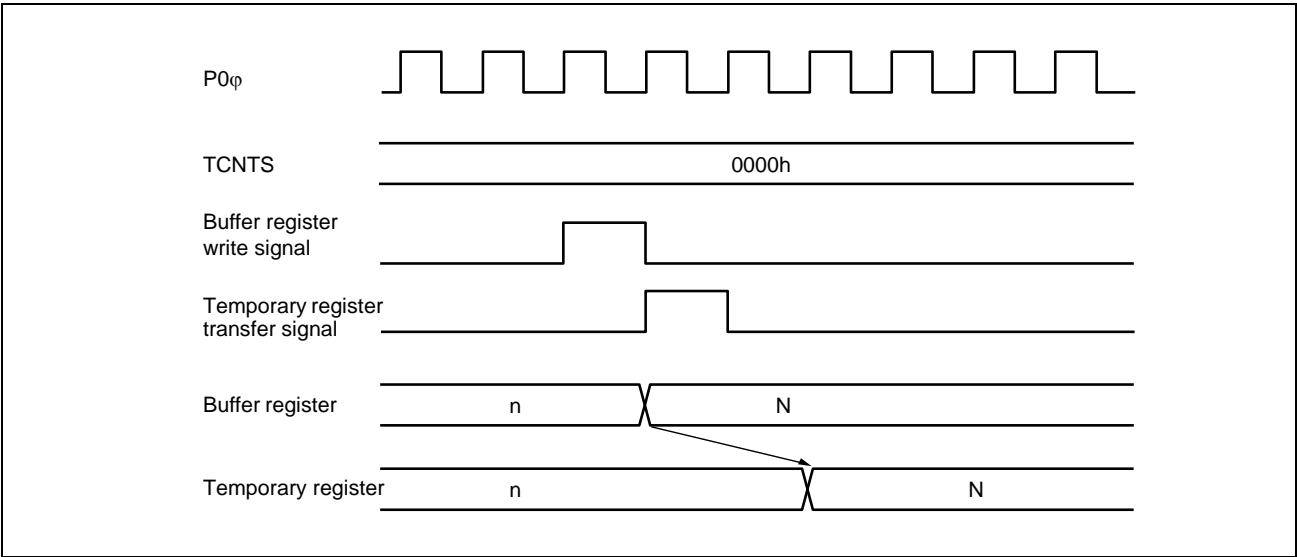 P0φ
TCNTS
0000h
Buffer register
write signal
Temporary register
transfer signal
Buffer register
n
N
Temporary register
n
N